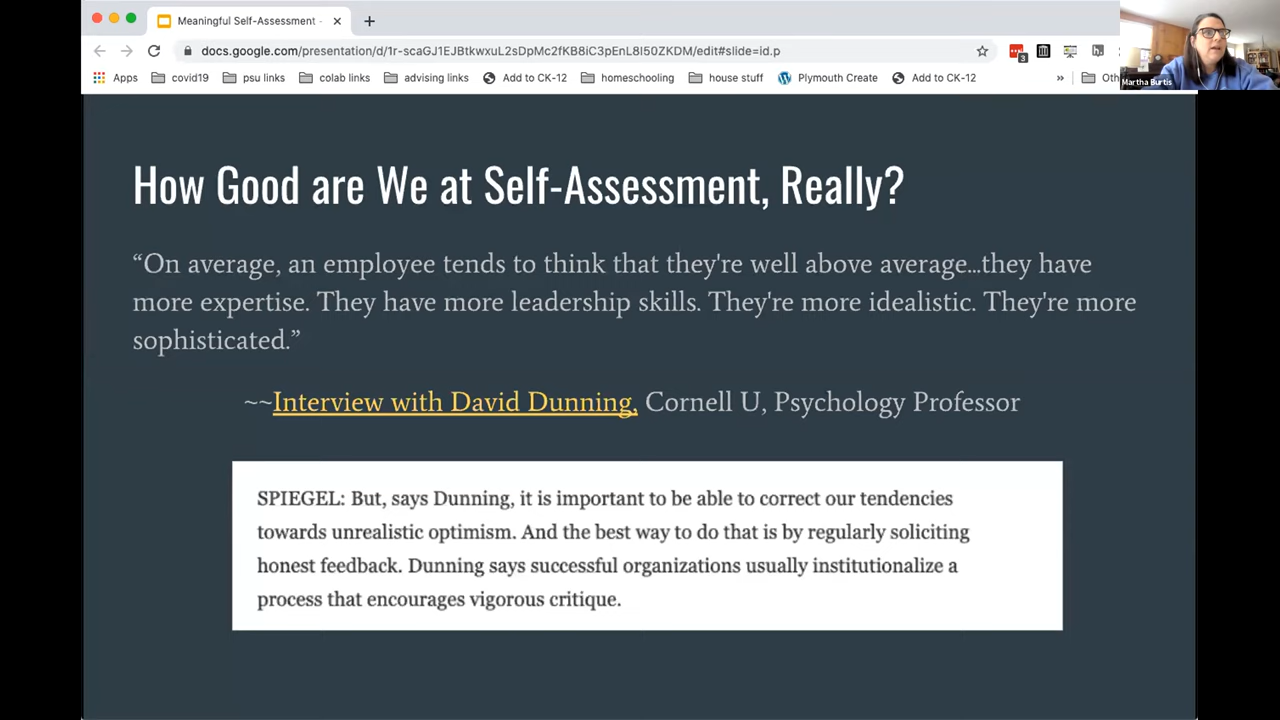 Meaningful Self-Assessment -
docs.google.com/presentation/d/1r-scaGJ1EJBtkwxuL2sDpMc2fKB8iC3pEnL8I50ZKDM/edit#slide=id.p
3
Apps covid19 psu links colab links advising links Add to CK-12 homeschooling house stuff Plymouth Create Add to CK-12 » Oth
Martha Burtis
How Good are We at Self-Assessment, Really?
“On average, an employee tends to think that they're well above average...they have
more expertise. They have more leadership skills. They're more idealistic. They're more
sophisticated.”
~~Interview with David Dunning, Cornell U, Psychology Professor
SPIEGEL: But, says Dunning, it is important to be able to correct our tendencies
towards unrealistic optimism. And the best way to do that is by regularly soliciting
honest feedback. Dunning says successful organizations usually institutionalize a
process that encourages vigorous critique.